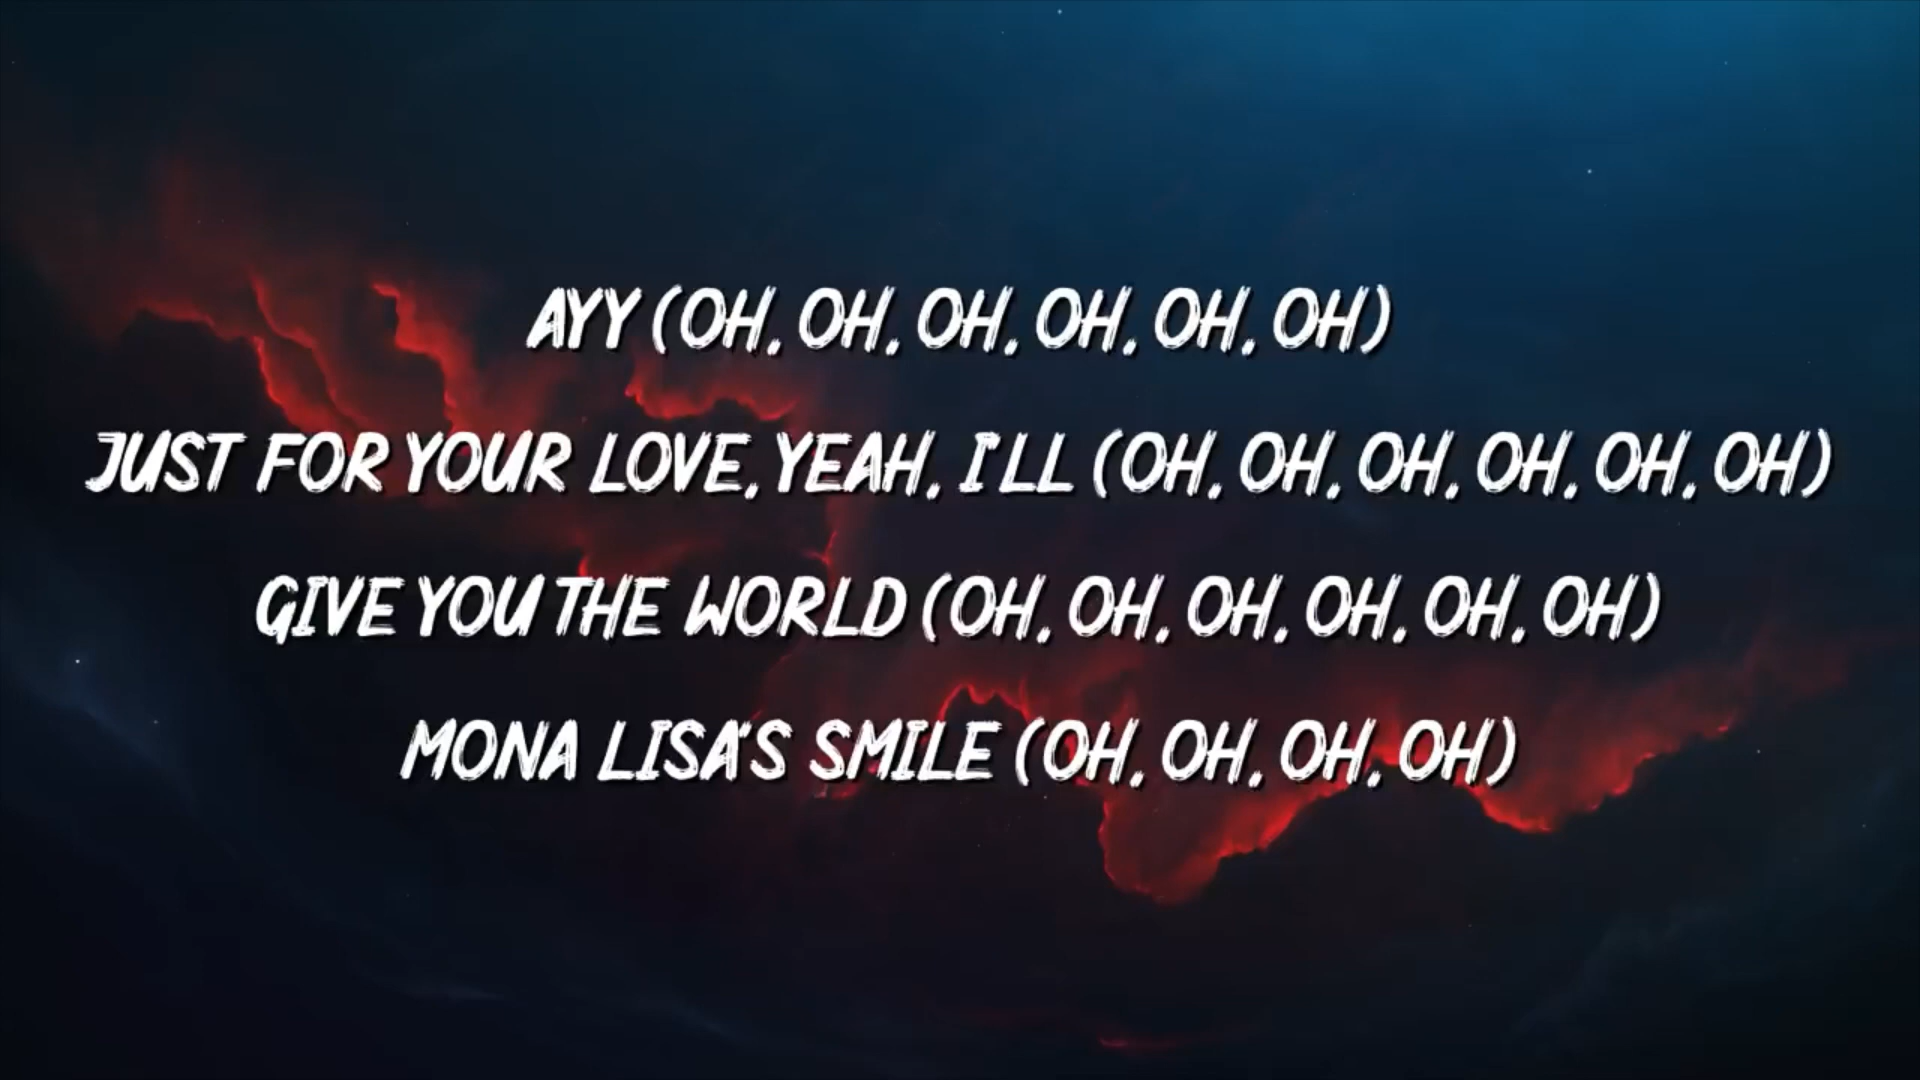 AYY (OH, OH, OH, OH, OH, OH)
JUST FOR YOUR LOVE, YEAH, I'LL (OH, OH, OH, OH, OH, OH)
GIVE YOU THE WORLD (OH, OH, OH, OH, OH, OH)
MONA LISA'S SMILE (OH, OH, OH, OH)